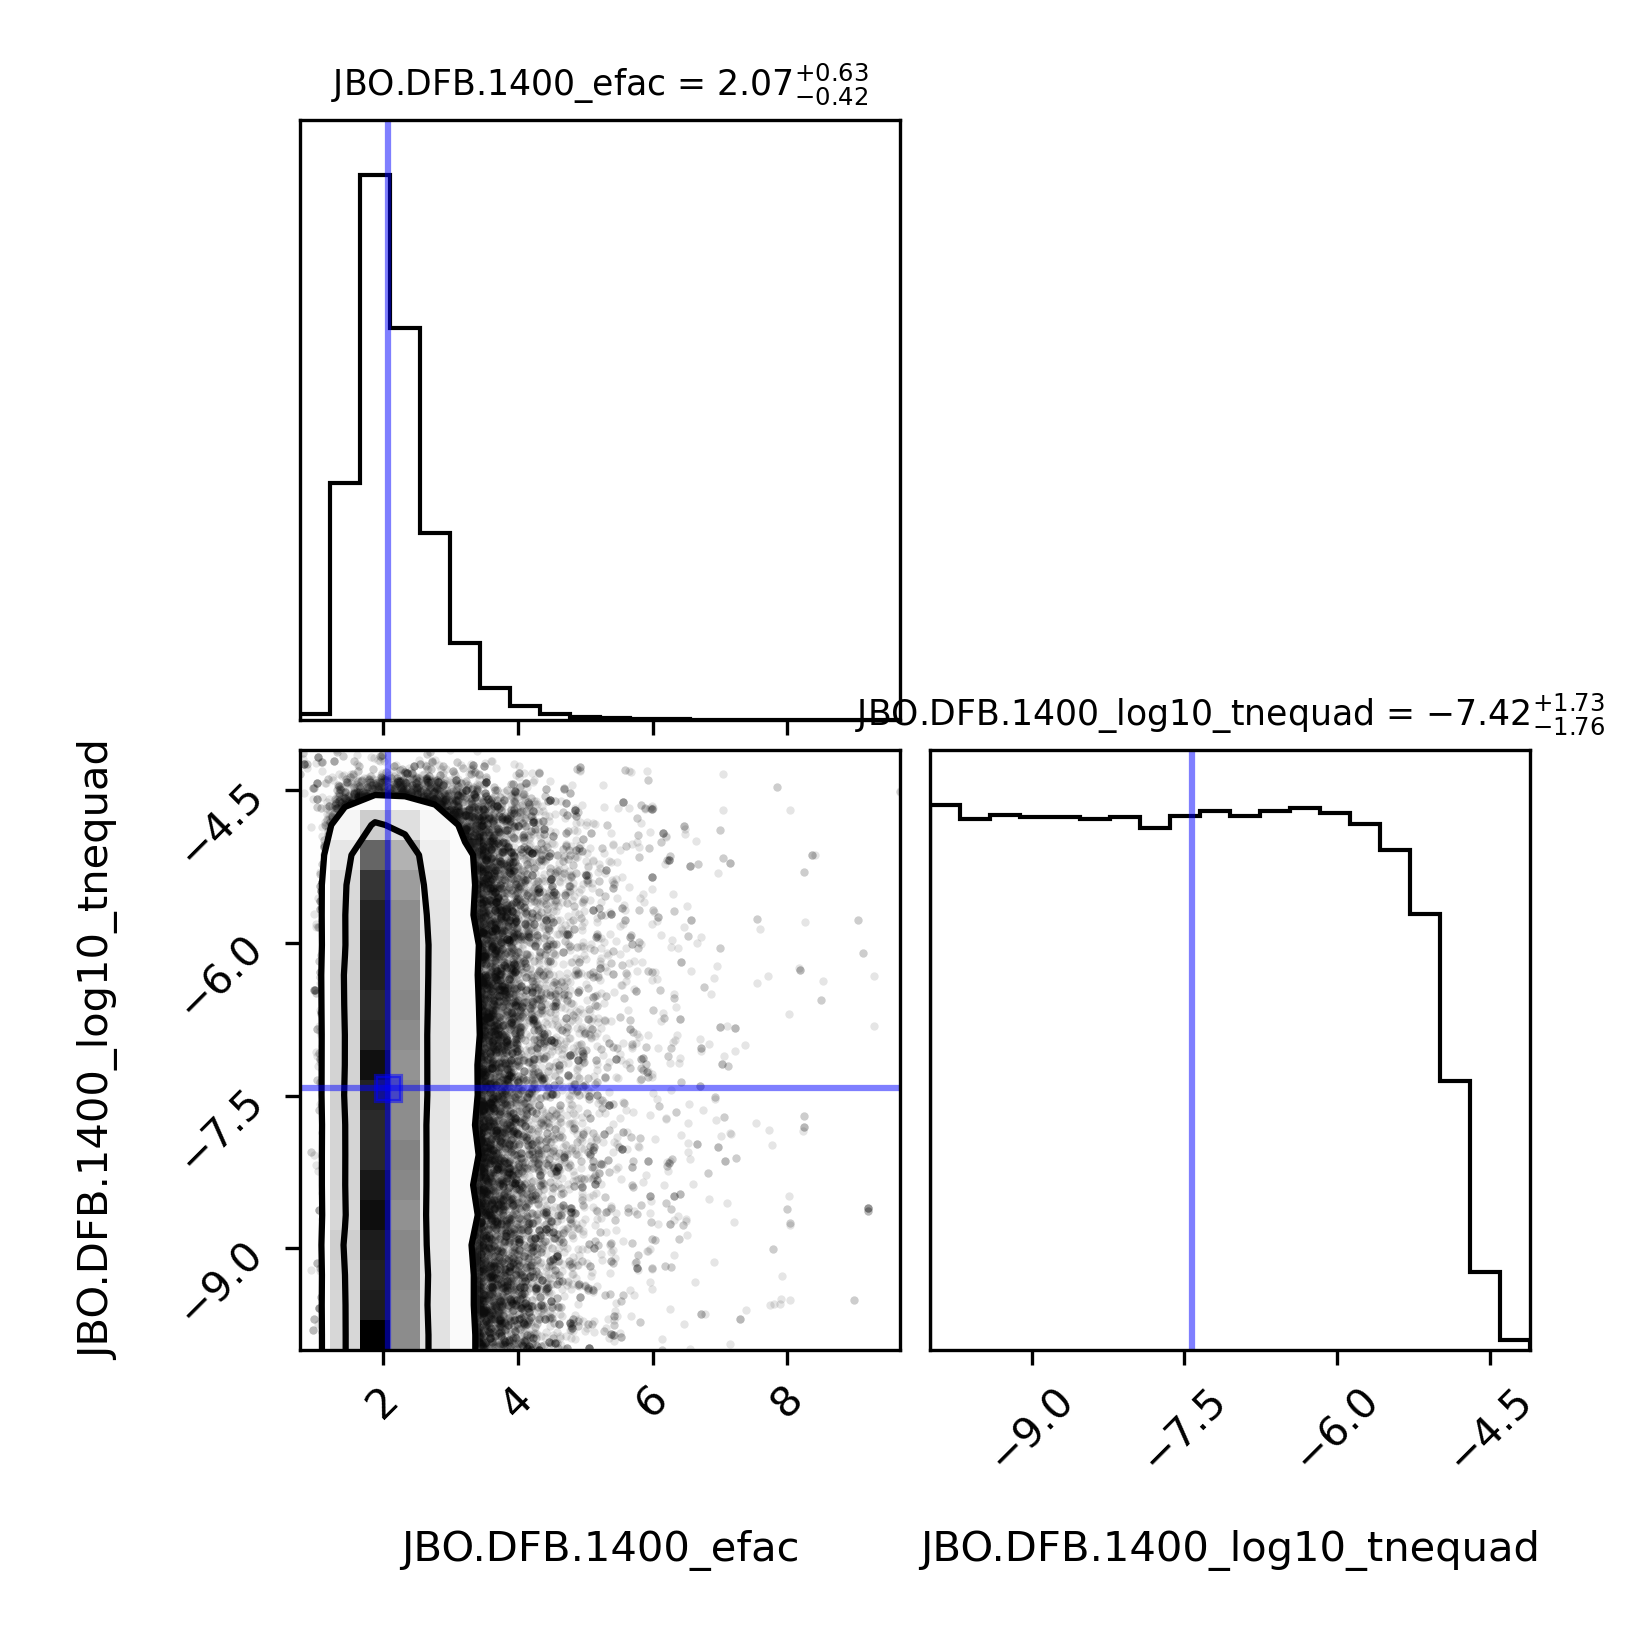 JBO.DFB.1400_efac = 2.07 +0.63 −0.42
JBO.DFB.1400_log10_tnequad = −7.42 +1.73 −1.76
JBO.DFB.1400_log10_tnequad
−4.5
−6.0
−7.5
−9.0
2 4 6 8
−9.0 −7.5 −6.0 −4.5
JBO.DFB.1400_efac
JBO.DFB.1400_log10_tnequad